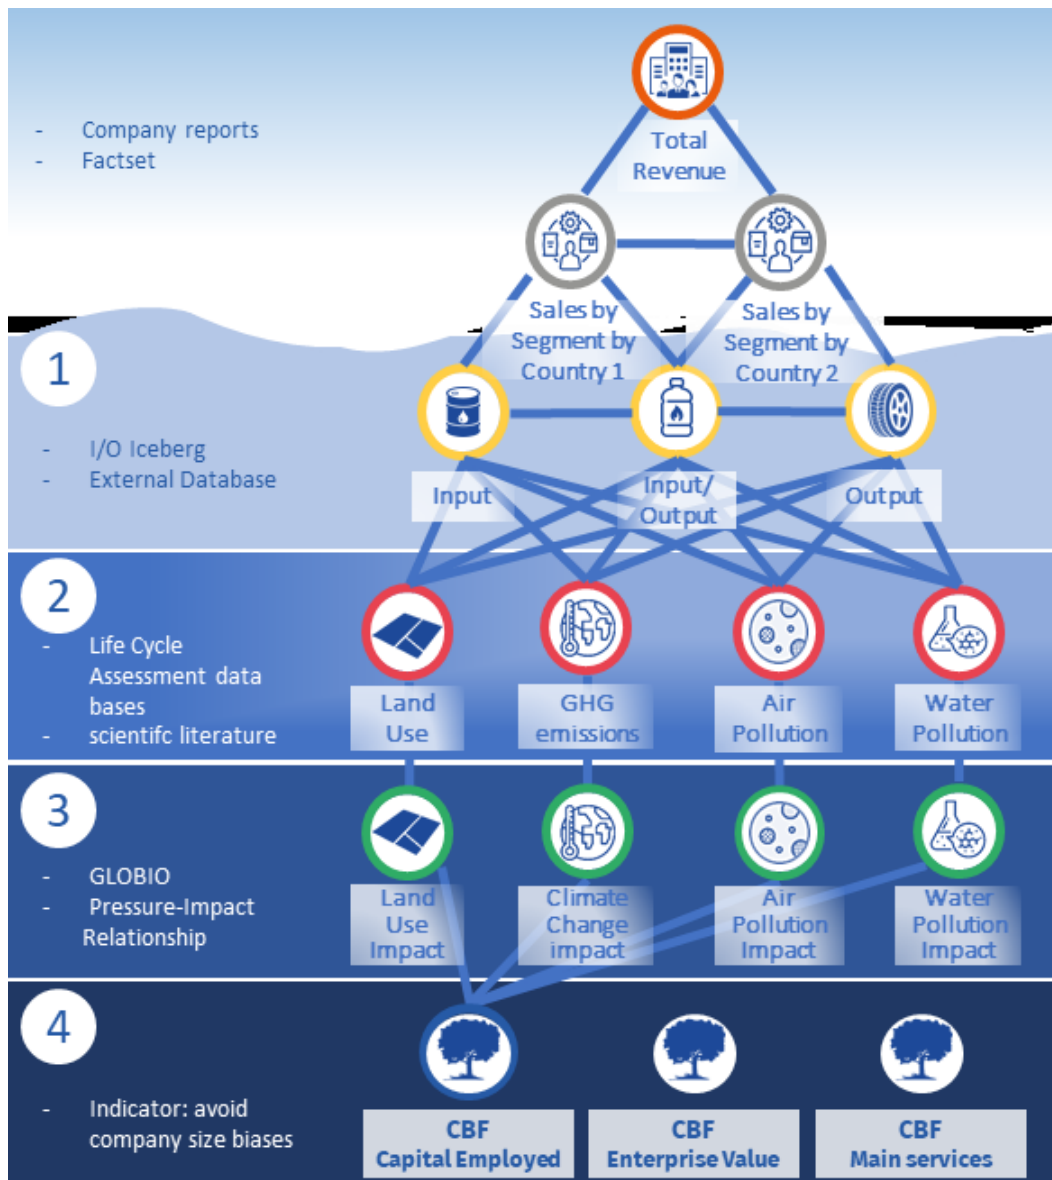 - Company reports
- Factset
Total
Revenue
Sales by
Segment by
Country 1
Sales by
Segment by
Country 2
1
- I/O Iceberg
- External Database
Input
Input/
Output
Output
2
- Life Cycle
Assessment data
bases
- scientifc literature
Land
Use
GHG
emissions
Air
Pollution
Water
Pollution
3
- GLOBIO
- Pressure-Impact
Relationship
Land
Use
Impact
Climate
Change
impact
Air
Pollution
Impact
Water
Pollution
Impact
4
- Indicator: avoid
company size biases
CBF
Capital Employed
CBF
Enterprise Value
CBF
Main services